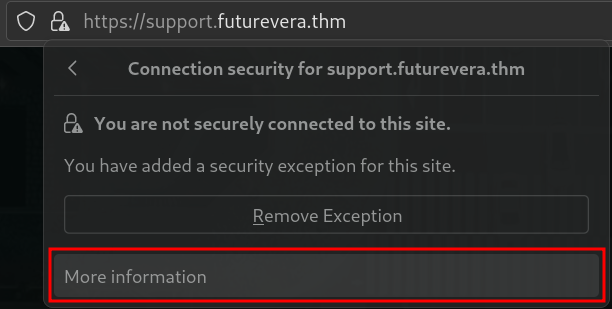 https://support.futurevera.thm
Connection security for support.futurevera.thm
You are not securely connected to this site.
You have added a security exception for this site.
Remove Exception
More information